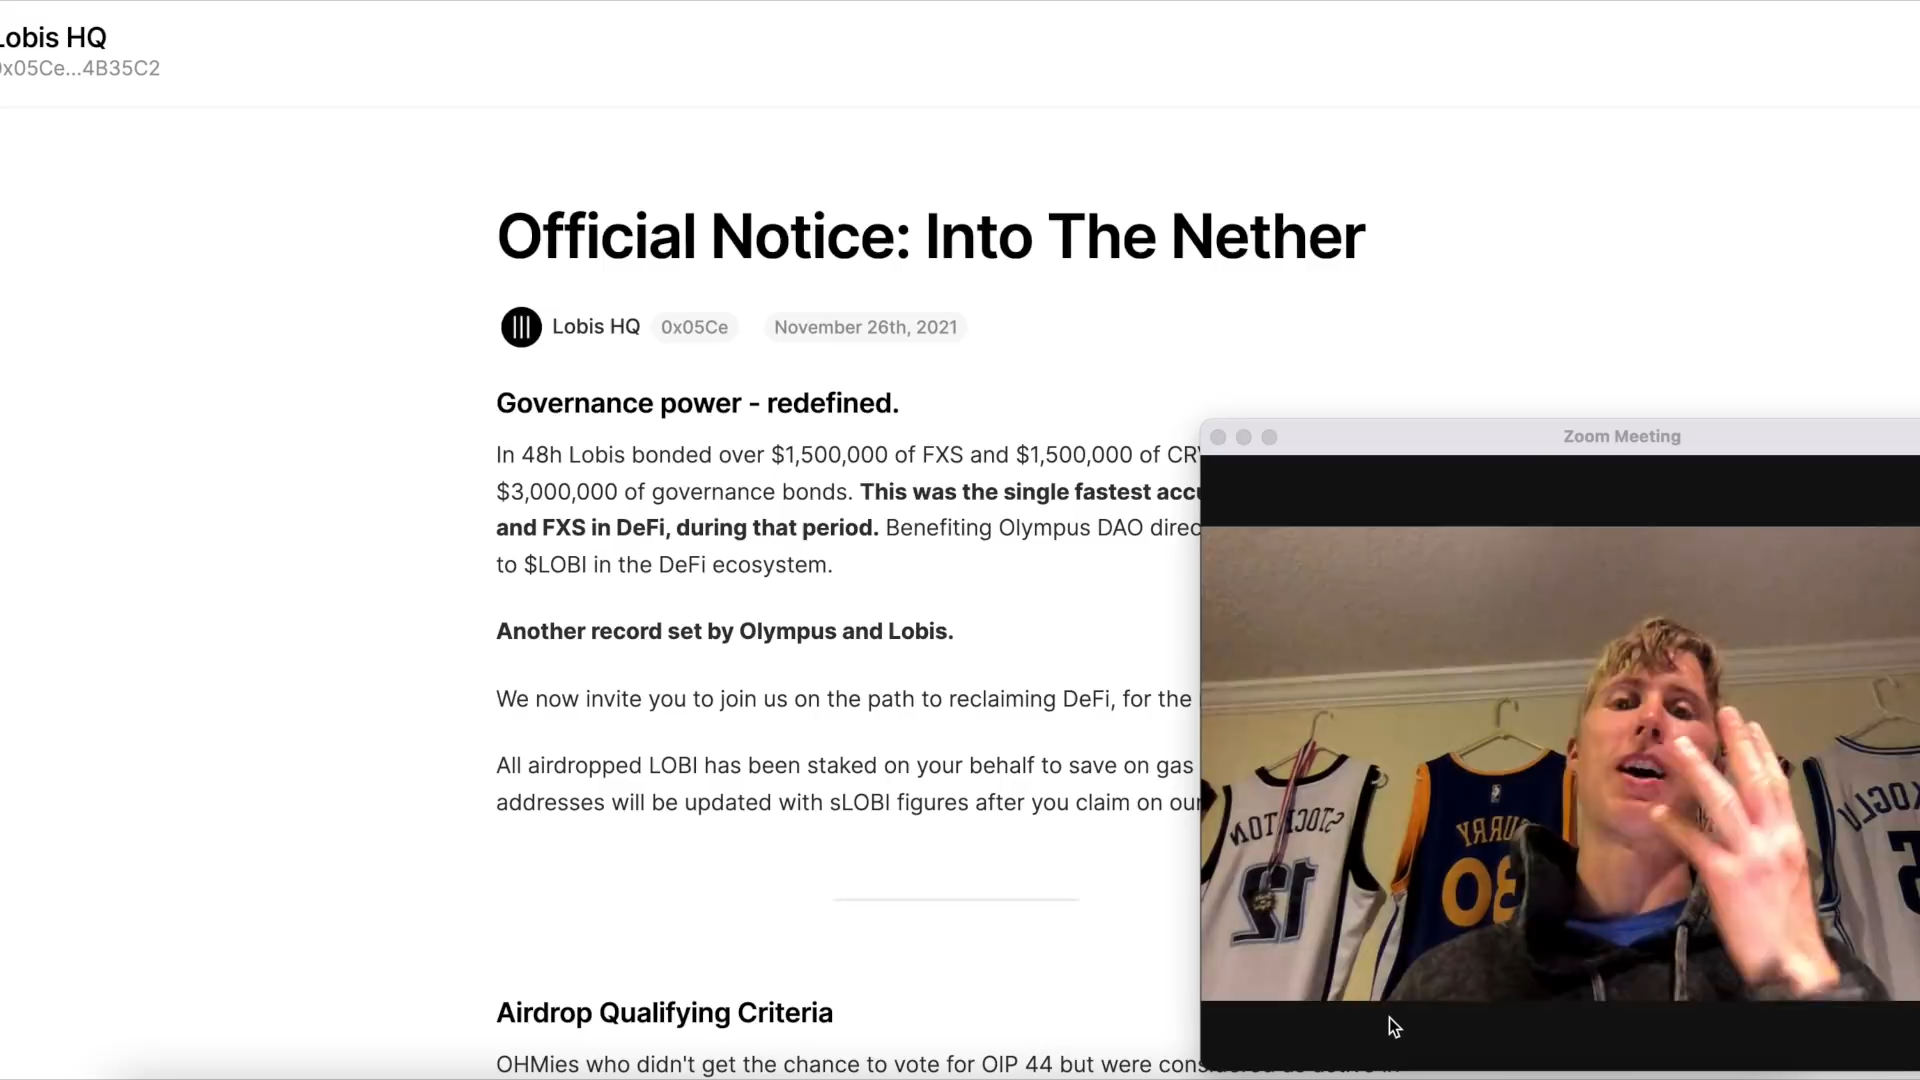 Lobis HQ
0x05Ce...4B35C2
Official Notice: Into The Nether
Lobis HQ 0x05Ce November 26th, 2021
Governance power - redefined.
In 48h Lobis bonded over $1,500,000 of FXS and $1,500,000 of
$3,000,000 of governance bonds. This was the single fastest
and FXS in DeFi, during that period. Benefiting Olympus DAO
to $LOBI in the DeFi ecosystem.
Another record set by Olympus and Lobis.
We now invite you to join us on the path to reclaiming DeFi, for the
All airdropped LOBI has been staked on your behalf to save on gas
addresses will be updated with sLOBI figures after you claim on
Airdrop Qualifying Criteria
OHMies who didn't get the chance to vote for OIP 44 but were
Zoom Meeting
STOCKTON
12
CURRY
30